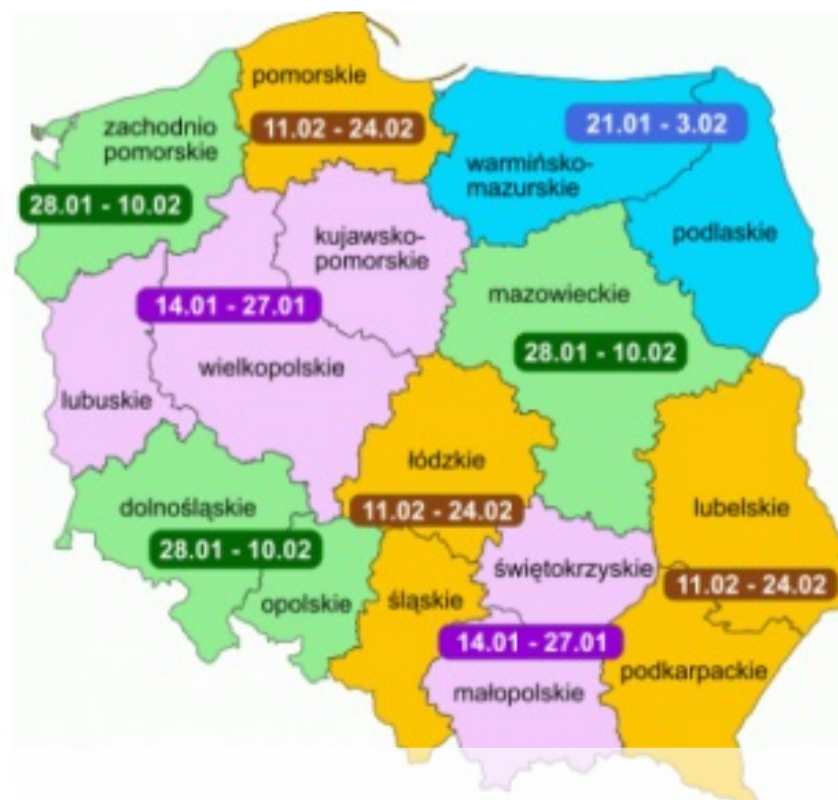 pomorskie
11.02 - 24.02
zachodnio
pomorskie
28.01 - 10.02
21.01 - 3.02
warmińsko-
mazurskie
podlaskie
kujawsko-
pomorskie
14.01 - 27.01
wielkopolskie
lubuskie
mazowieckie
28.01 - 10.02
łódzkie
11.02 - 24.02
dolnośląskie
28.01 - 10.02
opolskie
śląskie
świętokrzyskie
14.01 - 27.01
małopolskie
lubelskie
11.02 - 24.02
podkarpackie